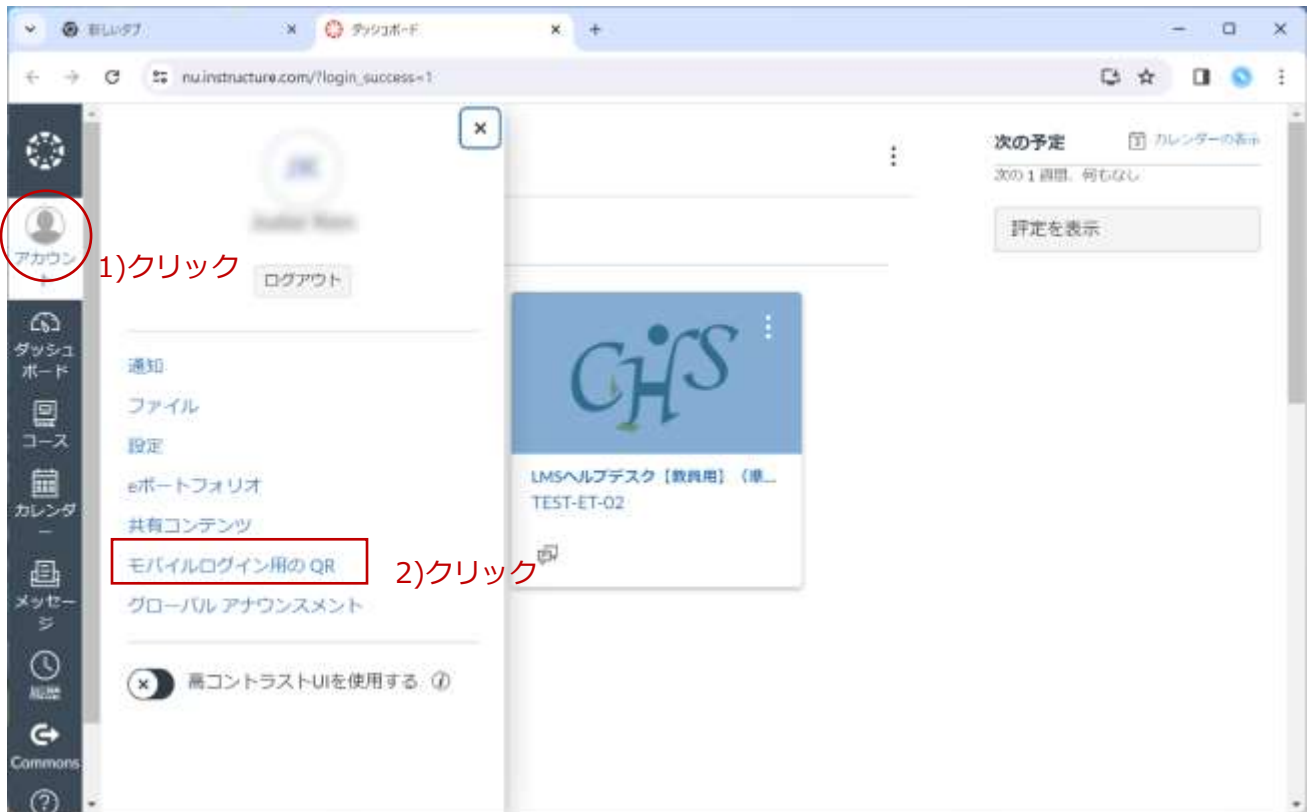 新しいタブ
ダッシュボード
nu.instructure.com/?login_success=1
アカウン
ト
1)クリック
ダッシュ
ボード
コース
カレンダ
ー
メッセー
ジ
履歴
Commons
ログアウト
通知
ファイル
設定
eポートフォリオ
共有コンテンツ
モバイルログイン用の QR
2)クリック
グローバル アナウンスメント
高コントラストUIを使用する
CHS
LMSヘルプデスク【教員用】（準...
TEST-ET-02
次の予定
カレンダーの表示
次の 1 週間、何もなし
評定を表示